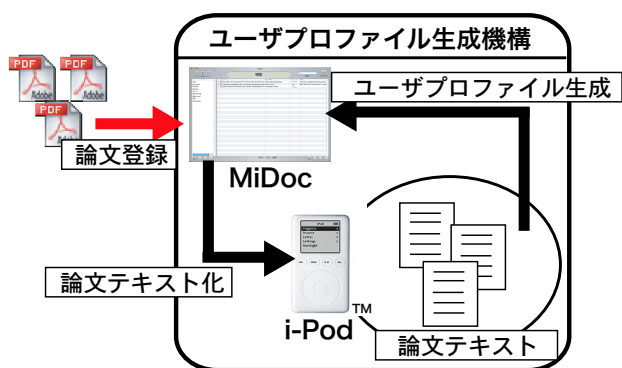 ユーザプロファイル生成機構
PDF
PDF
Adobe
Adobe
PDF
Adobe
ユーザプロファイル生成
論文登録
MiDoc
論文テキスト化
i-Pod™
論文テキスト